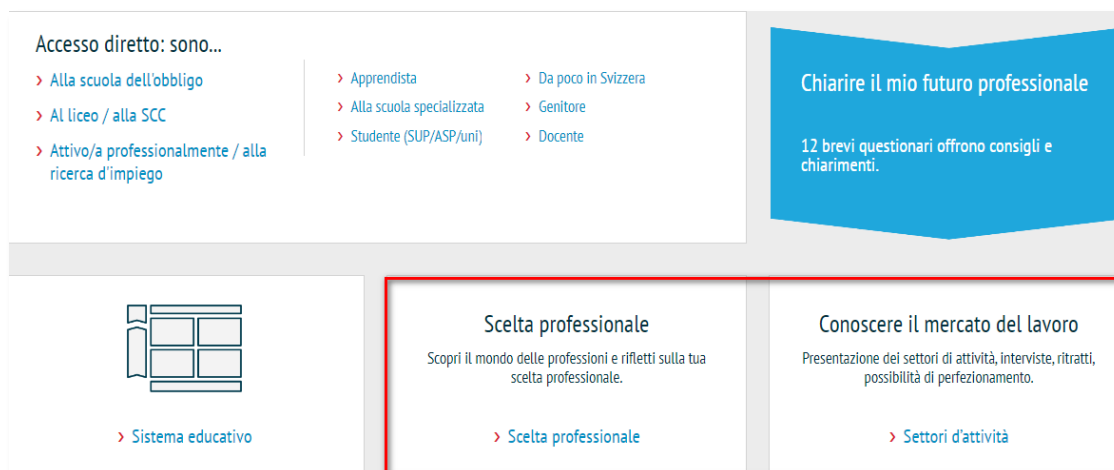 Accesso diretto: sono...
› Alla scuola dell'obbligo
› Al liceo / alla SCC
› Attivo/a professionalmente / alla
ricerca d'impiego
› Apprendista
› Alla scuola specializzata
› Studente (SUP/ASP/uni)
› Da poco in Svizzera
› Genitore
› Docente
Chiarire il mio futuro professionale
12 brevi questionari offrono consigli e
chiarimenti.
› Sistema educativo
Scelta professionale
Scopri il mondo delle professioni e rifletti sulla tua
scelta professionale.
› Scelta professionale
Conoscere il mercato del lavoro
Presentazione dei settori di attività, interviste, ritratti,
possibilità di perfezionamento.
› Settori d'attività